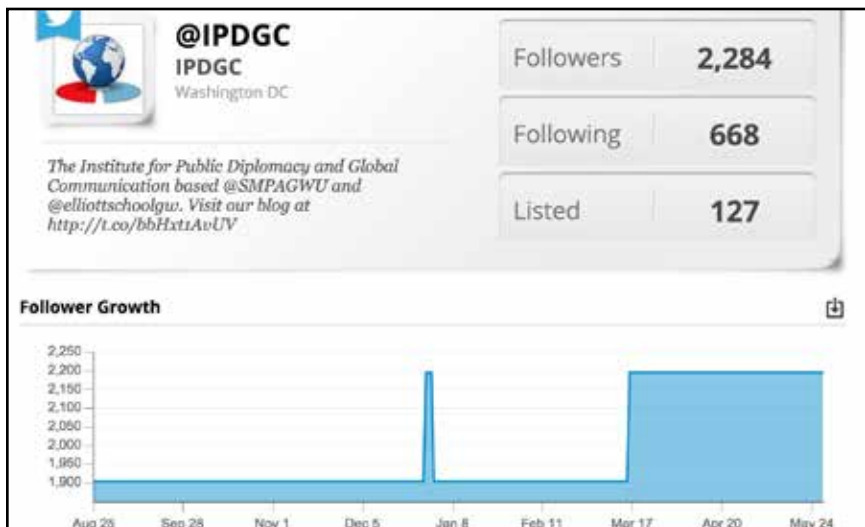 @IPDGC
IPDGC
Washington DC
The Institute for Public Diplomacy and Global
Communication based @SMPAGWU and
@elliottschoolgw. Visit our blog at
http://t.co/bbHxt1AvUV
Followers 2,284
Following 668
Listed 127
Follower Growth
2,250
2,200
2,150
2,100
2,050
2,000
1,950
1,900
Aug 25 Sep 28 Nov 1 Dec 5 Jan 8 Feb 11 Mar 17 Apr 20 May 24